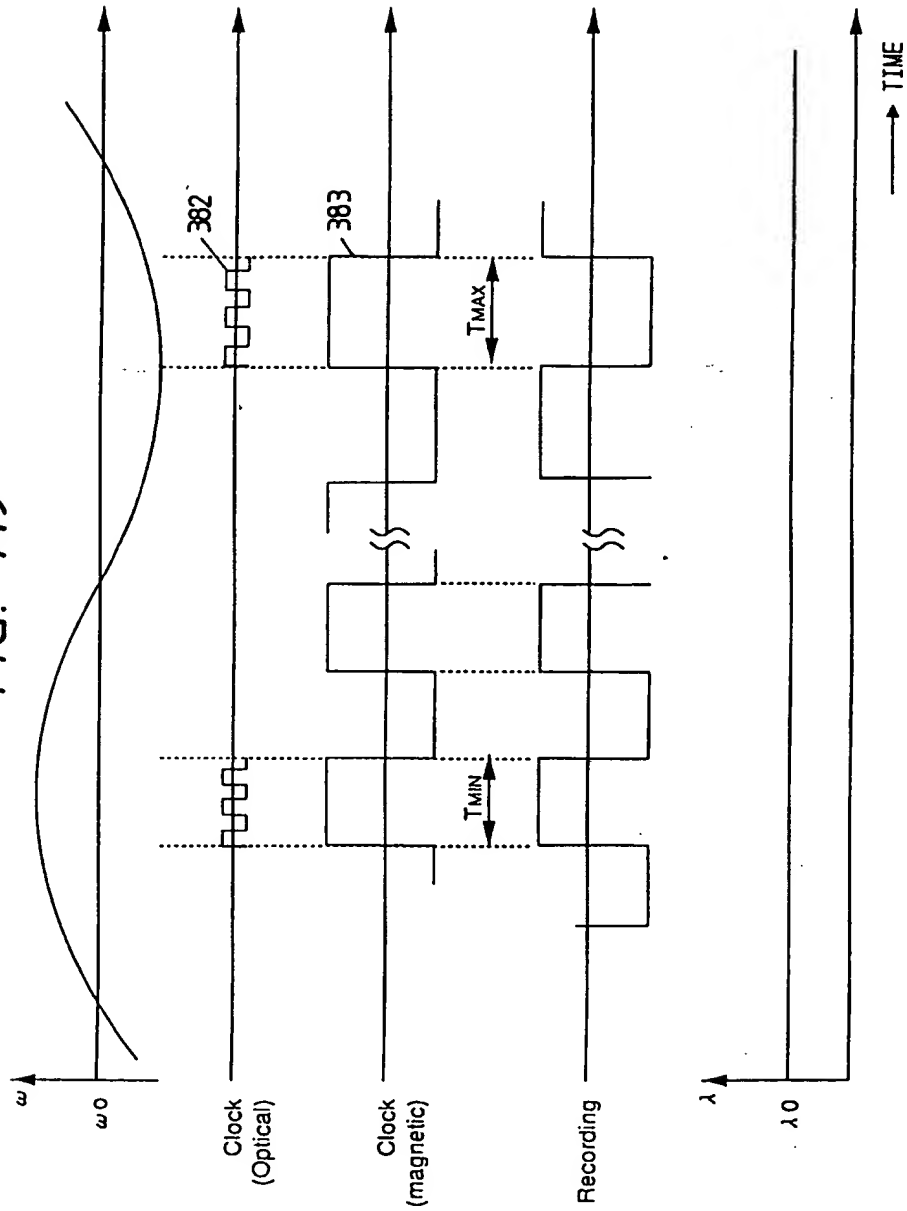 ω
ω0
382
Clock
(Optical)
383
Clock
(magnetic)
TMIN
TMAX
Recording
λ
λ0
TIME